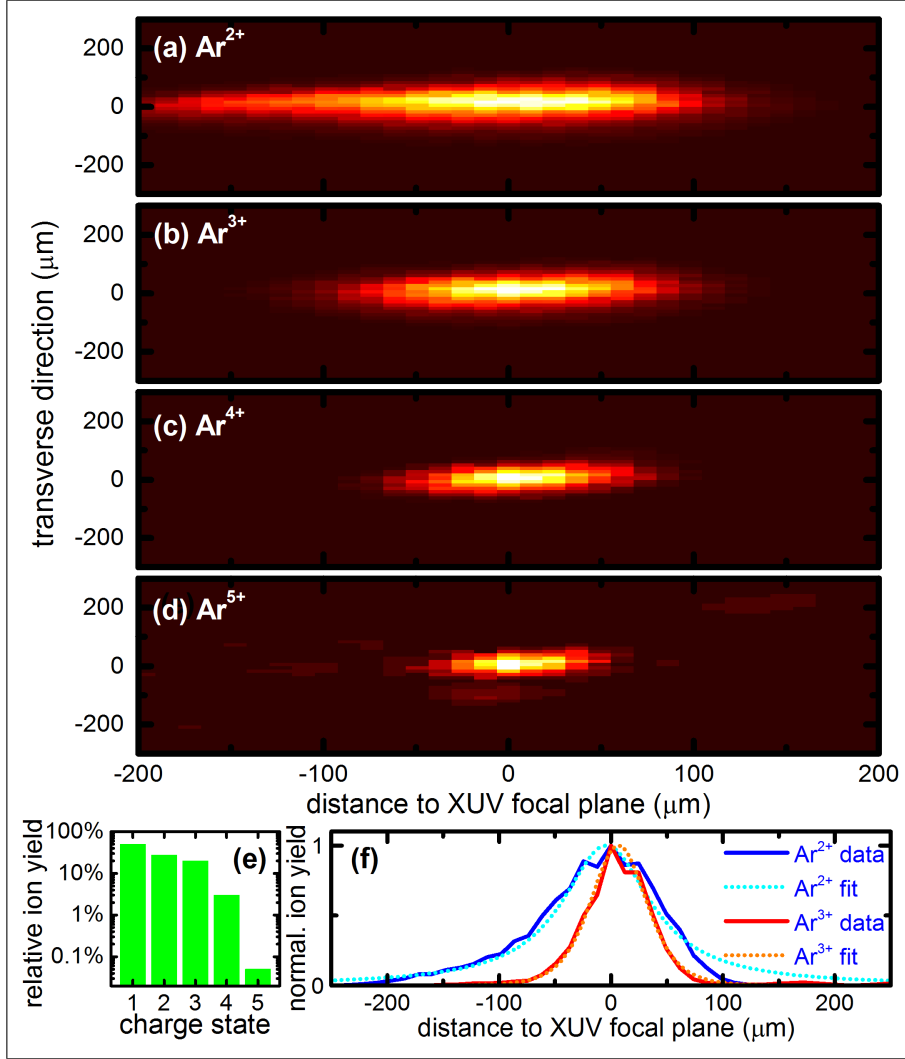 (a) Ar²⁺
200
0
-200
(b) Ar³⁺
200
0
-200
(c) Ar⁴⁺
200
0
-200
(d) Ar⁵⁺
200
0
-200
transverse direction (μm)
-200 -100 0 100 200
distance to XUV focal plane (μm)
(e)
100%
10%
1%
0.1%
relative ion yield
1 2 3 4 5
charge state
(f)
1
0
normal. ion yield
Ar²⁺ data
Ar²⁺ fit
Ar³⁺ data
Ar³⁺ fit
-200 -100 0 100 200
distance to XUV focal plane (μm)